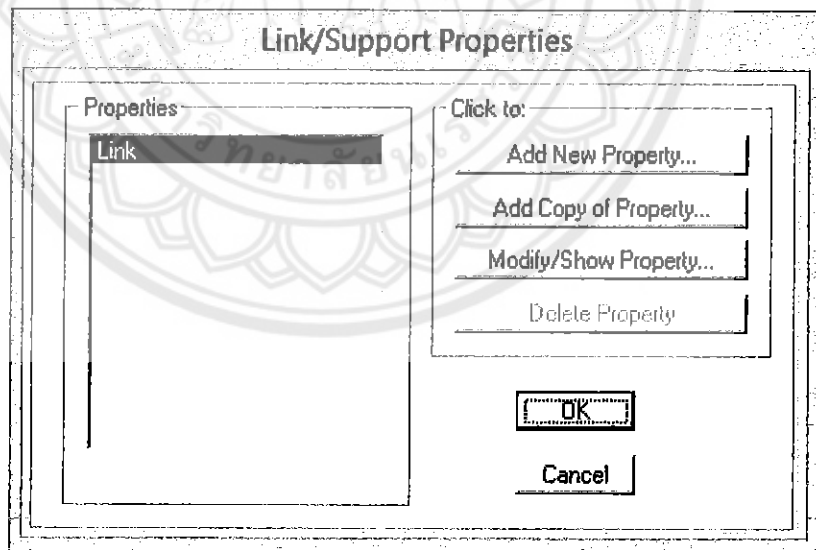 Link/Support Properties
Properties
Link
Click to:
Add New Property...
Add Copy of Property...
Modify/Show Property...
Delete Property
OK
Cancel